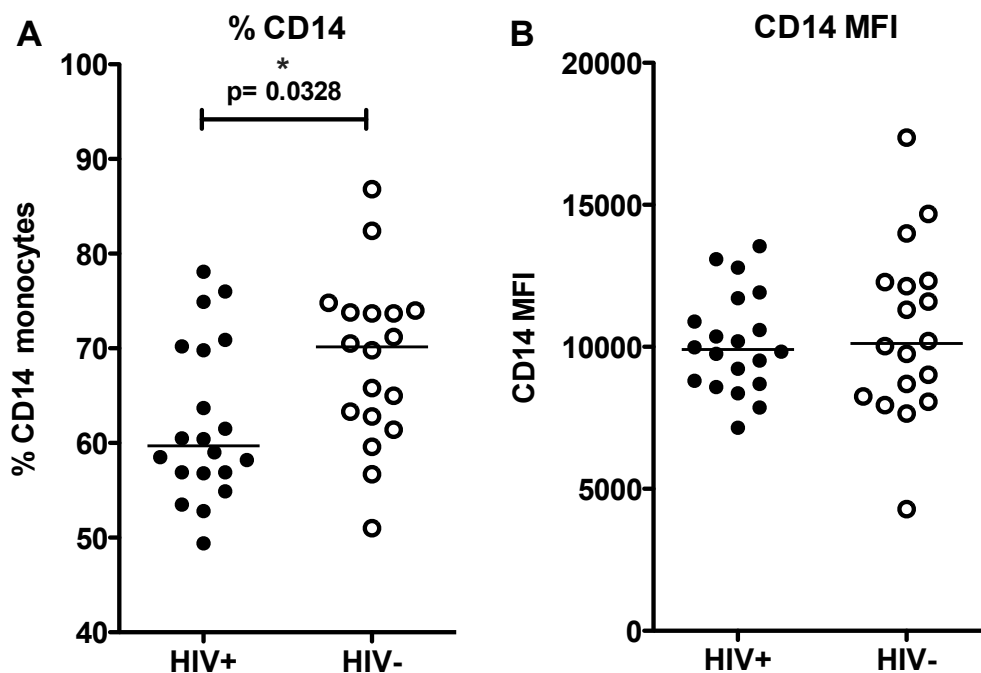 A
% CD14
*
p= 0.0328
100
90
80
70
60
50
40
% CD14 monocytes
HIV+
HIV-
B
CD14 MFI
20000
15000
10000
5000
0
CD14 MFI
HIV+
HIV-